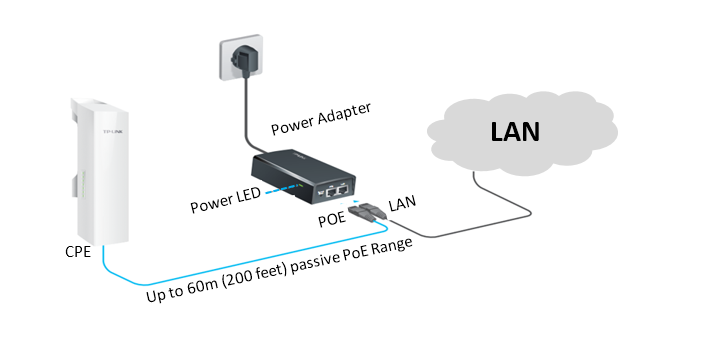 Power Adapter
LAN
TP-LINK
Power LED
POE
LAN
CPE
Up to 60m (200 feet) passive PoE Range